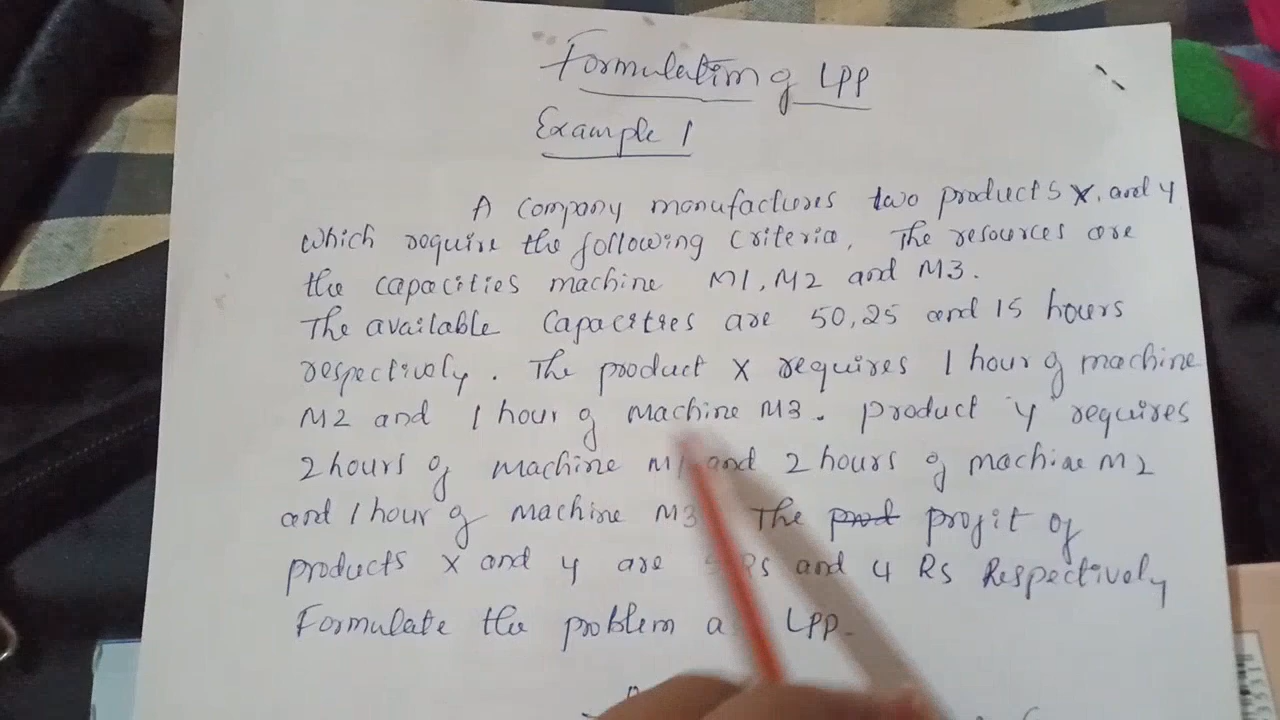 Formulating of LPP
Example 1
A Company manufactures two products X, and Y
which require the following criteria, The resources are
the capacities machine M1, M2 and M3.
The available Capacities are 50, 25 and 15 hours
respectively. The product X requires 1 hour of machine
M2 and 1 hour of machine M3. product Y requires
2 hours of machine M1 and 2 hours of machine M2
and 1 hour of machine M3 The prod profit of
products X and Y are Rs and 4 Rs Respectively
Formulate the problem a LPP.